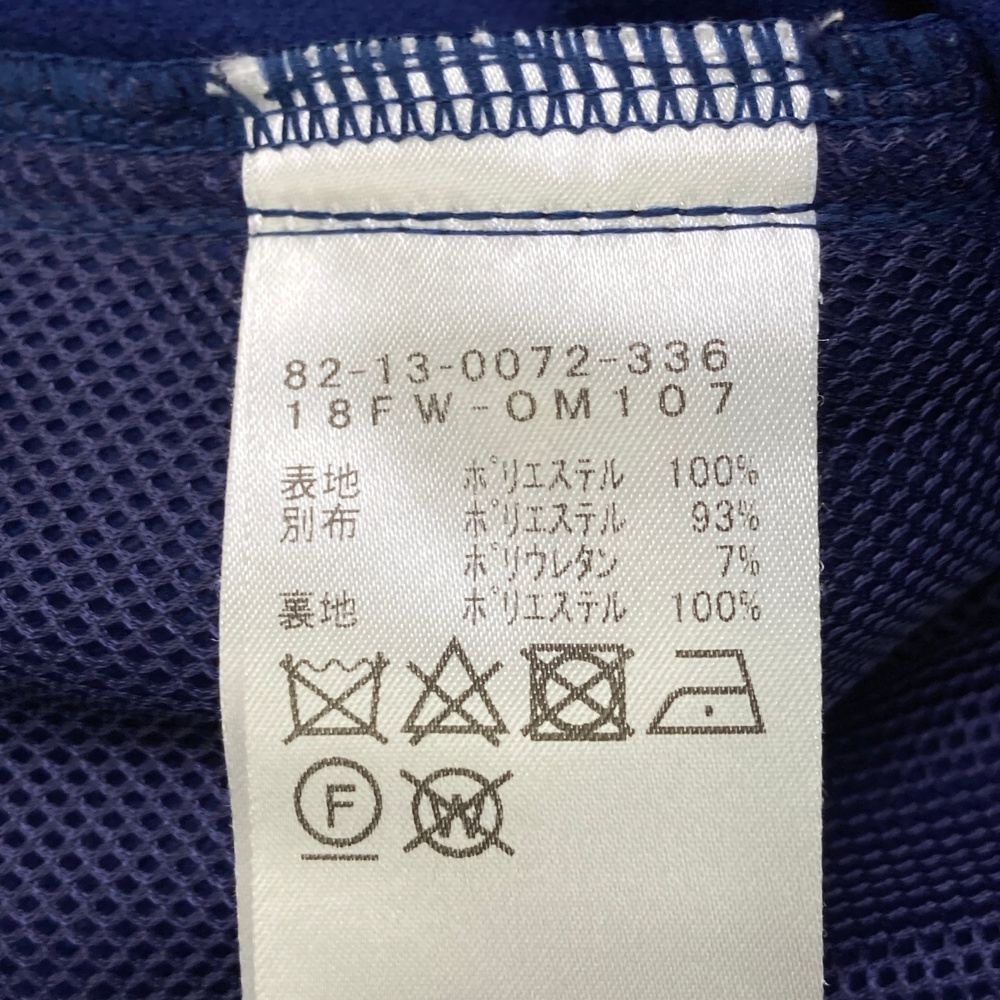 82-13-0072-336
18FW-OM107
表地 ポリエステル 100%
別布 ポリエステル 93%
ポリウレタン 7%
裏地 ポリエステル 100%
F W